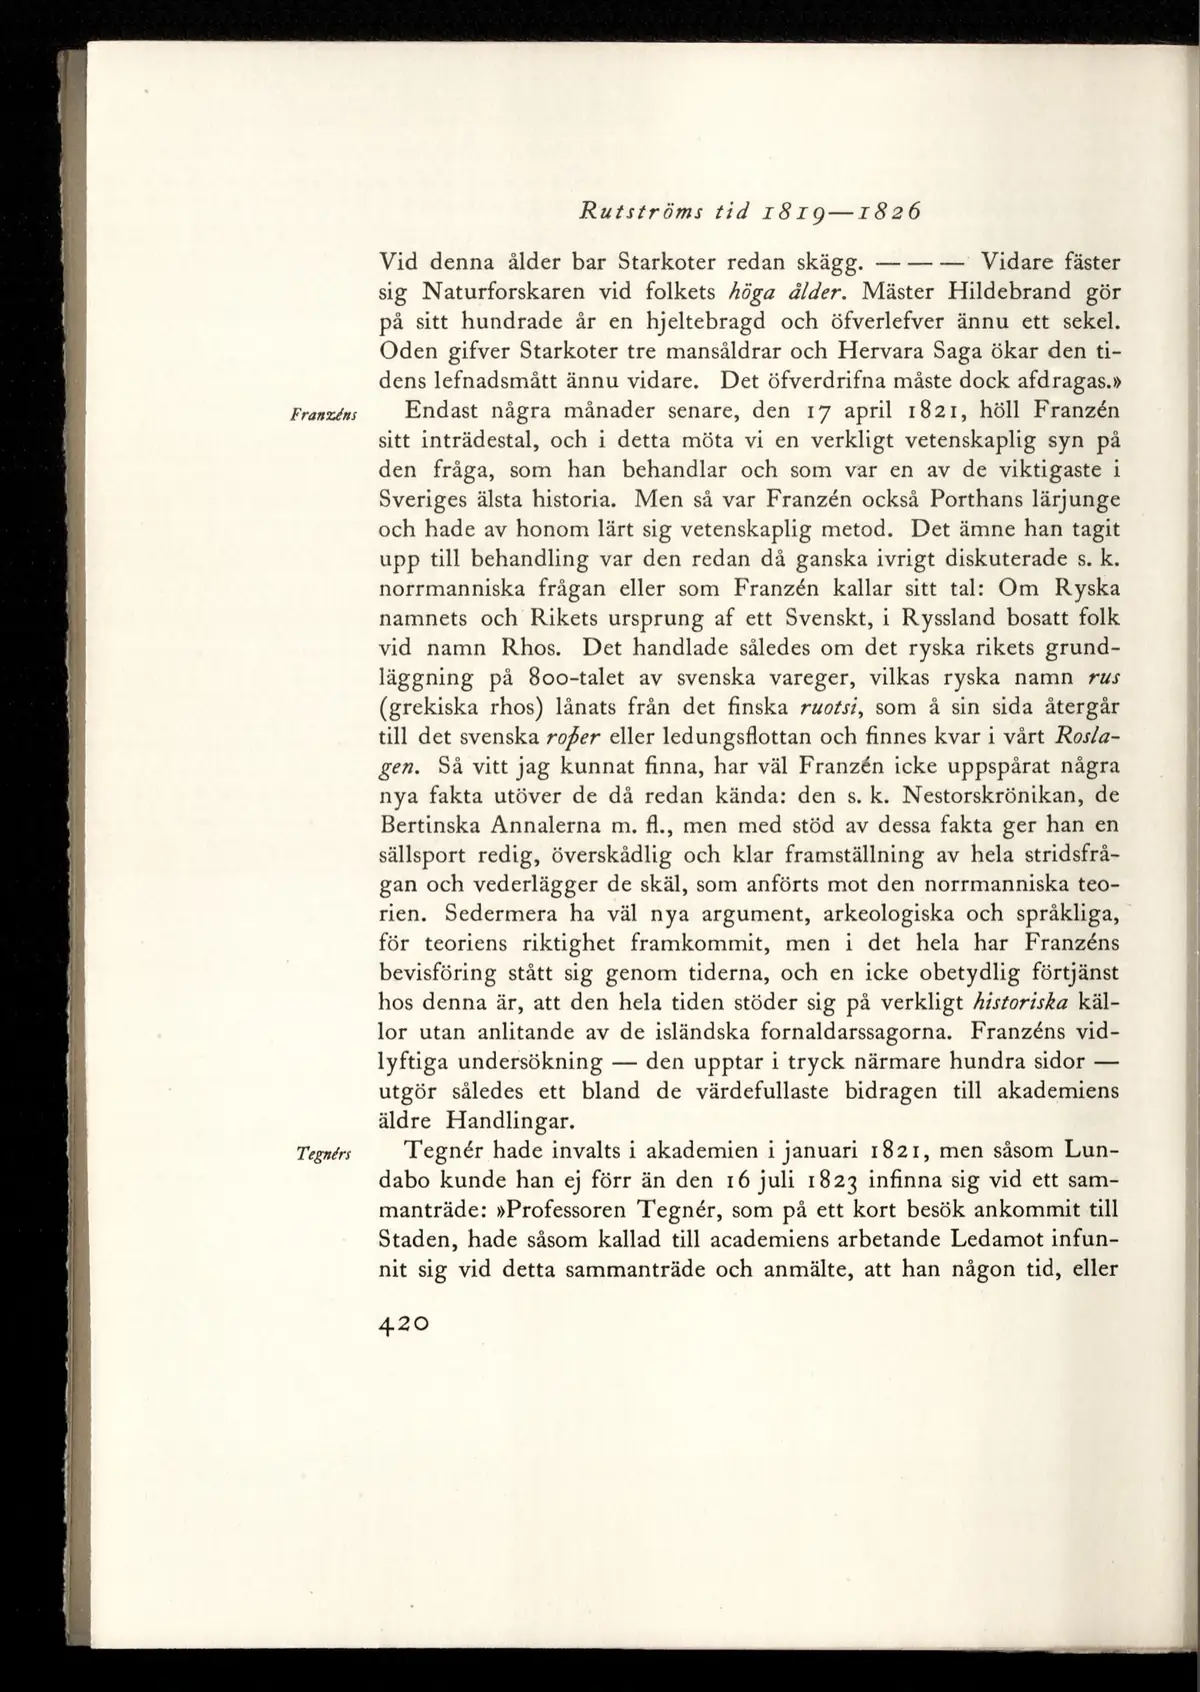 Rutströms tid 1819—1826
Vid denna ålder bar Starkoter redan skägg. — — — Vidare fäster
sig Naturforskaren vid folkets höga ålder. Mäster Hildebrand gör
på sitt hundrade år en hjeltebragd och öfverlefver ännu ett sekel.
Oden gifver Starkoter tre mansåldrar och Hervara Saga ökar den ti-
dens lefnadsmått ännu vidare. Det öfverdrifna måste dock afdragas.»
Franzéns
Endast några månader senare, den 17 april 1821, höll Franzén
sitt inträdestal, och i detta möta vi en verkligt vetenskaplig syn på
den fråga, som han behandlar och som var en av de viktigaste i
Sveriges älsta historia. Men så var Franzén också Porthans lärjunge
och hade av honom lärt sig vetenskaplig metod. Det ämne han tagit
upp till behandling var den redan då ganska ivrigt diskuterade s. k.
norrmanniska frågan eller som Franzén kallar sitt tal: Om Ryska
namnets och Rikets ursprung af ett Svenskt, i Ryssland bosatt folk
vid namn Rhos. Det handlade således om det ryska rikets grund-
läggning på 800-talet av svenska vareger, vilkas ryska namn rus
(grekiska rhos) lånats från det finska ruotsi, som å sin sida återgår
till det svenska roþer eller ledungsflottan och finnes kvar i vårt Rosla-
gen. Så vitt jag kunnat finna, har väl Franzén icke uppspårat några
nya fakta utöver de då redan kända: den s. k. Nestorskrönikan, de
Bertinska Annalerna m. fl., men med stöd av dessa fakta ger han en
sällsport redig, överskådlig och klar framställning av hela stridsfrå-
gan och vederlägger de skäl, som anförts mot den norrmanniska teo-
rien. Sedermera ha väl nya argument, arkeologiska och språkliga,
för teoriens riktighet framkommit, men i det hela har Franzéns
bevisföring stått sig genom tiderna, och en icke obetydlig förtjänst
hos denna är, att den hela tiden stöder sig på verkligt historiska käl-
lor utan anlitande av de isländska fornaldarssagorna. Franzéns vid-
lyftiga undersökning — den upptar i tryck närmare hundra sidor —
utgör således ett bland de värdefullaste bidragen till akademiens
äldre Handlingar.
Tegnérs
Tegnér hade invalts i akademien i januari 1821, men såsom Lun-
dabo kunde han ej förr än den 16 juli 1823 infinna sig vid ett sam-
manträde: »Professoren Tegnér, som på ett kort besök ankommit till
Staden, hade såsom kallad till academiens arbetande Ledamot infun-
nit sig vid detta sammanträde och anmälte, att han någon tid, eller
420